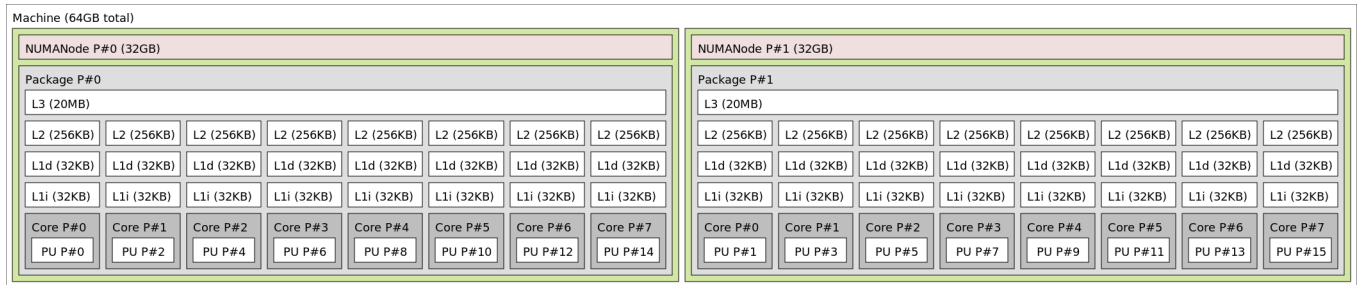 Machine (64GB total)
NUMANode P#0 (32GB)
Package P#0
L3 (20MB)
L2 (256KB) L2 (256KB) L2 (256KB) L2 (256KB) L2 (256KB) L2 (256KB) L2 (256KB) L2 (256KB)
L1d (32KB) L1d (32KB) L1d (32KB) L1d (32KB) L1d (32KB) L1d (32KB) L1d (32KB) L1d (32KB)
L1i (32KB) L1i (32KB) L1i (32KB) L1i (32KB) L1i (32KB) L1i (32KB) L1i (32KB) L1i (32KB)
Core P#0 Core P#1 Core P#2 Core P#3 Core P#4 Core P#5 Core P#6 Core P#7
PU P#0 PU P#2 PU P#4 PU P#6 PU P#8 PU P#10 PU P#12 PU P#14
NUMANode P#1 (32GB)
Package P#1
L3 (20MB)
L2 (256KB) L2 (256KB) L2 (256KB) L2 (256KB) L2 (256KB) L2 (256KB) L2 (256KB) L2 (256KB)
L1d (32KB) L1d (32KB) L1d (32KB) L1d (32KB) L1d (32KB) L1d (32KB) L1d (32KB) L1d (32KB)
L1i (32KB) L1i (32KB) L1i (32KB) L1i (32KB) L1i (32KB) L1i (32KB) L1i (32KB) L1i (32KB)
Core P#0 Core P#1 Core P#2 Core P#3 Core P#4 Core P#5 Core P#6 Core P#7
PU P#1 PU P#3 PU P#5 PU P#7 PU P#9 PU P#11 PU P#13 PU P#15